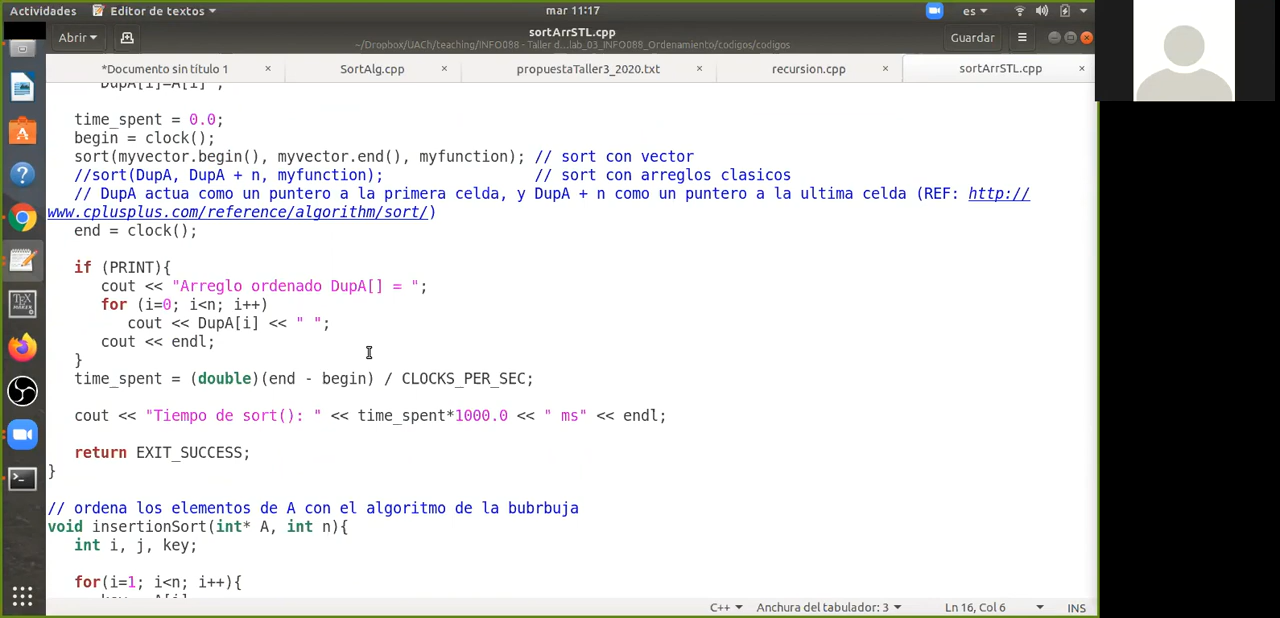 Actividades
Editor de textos
mar 11:17
es
Abrir
sortArrSTL.cpp
~/Dropbox/UACh/teaching/INFO088 - Taller d...lab_03_INFO088_Ordenamiento/codigos/codigos
Guardar
*Documento sin título 1 ×
SortAlg.cpp ×
propuestaTaller3_2020.txt ×
recursion.cpp ×
sortArrSTL.cpp ×
DupA[i]=A[i] ;
time_spent = 0.0;
begin = clock();
sort(myvector.begin(), myvector.end(), myfunction); // sort con vector
//sort(DupA, DupA + n, myfunction); // sort con arreglos clasicos
// DupA actua como un puntero a la primera celda, y DupA + n como un puntero a la ultima celda (REF: http://
www.cplusplus.com/reference/algorithm/sort/)
end = clock();
if (PRINT){
cout << "Arreglo ordenado DupA[] = ";
for (i=0; i<n; i++)
cout << DupA[i] << " ";
cout << endl;
}
time_spent = (double)(end - begin) / CLOCKS_PER_SEC;
cout << "Tiempo de sort(): " << time_spent*1000.0 << " ms" << endl;
return EXIT_SUCCESS;
}
// ordena los elementos de A con el algoritmo de la bubrbuja
void insertionSort(int* A, int n){
int i, j, key;
for(i=1; i<n; i++){
C++
Anchura del tabulador: 3
Ln 16, Col 6
INS